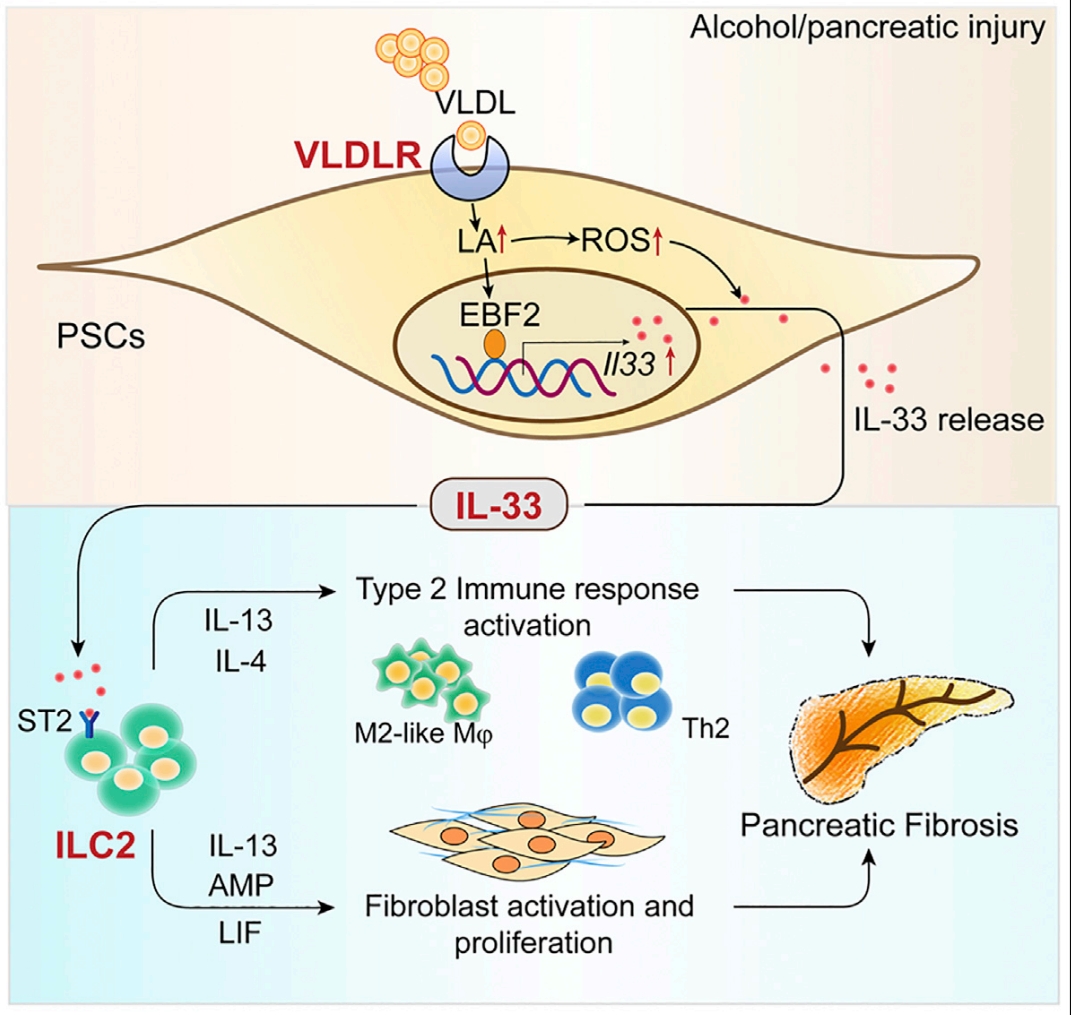 Alcohol/pancreatic injury
VLDL
VLDLR
LA
ROS
EBF2
Il33
PSCs
IL-33 release
IL-33
Type 2 Immune response
activation
IL-13
IL-4
M2-like Mφ
Th2
ST2
ILC2
IL-13
AMP
LIF
Fibroblast activation and
proliferation
Pancreatic Fibrosis